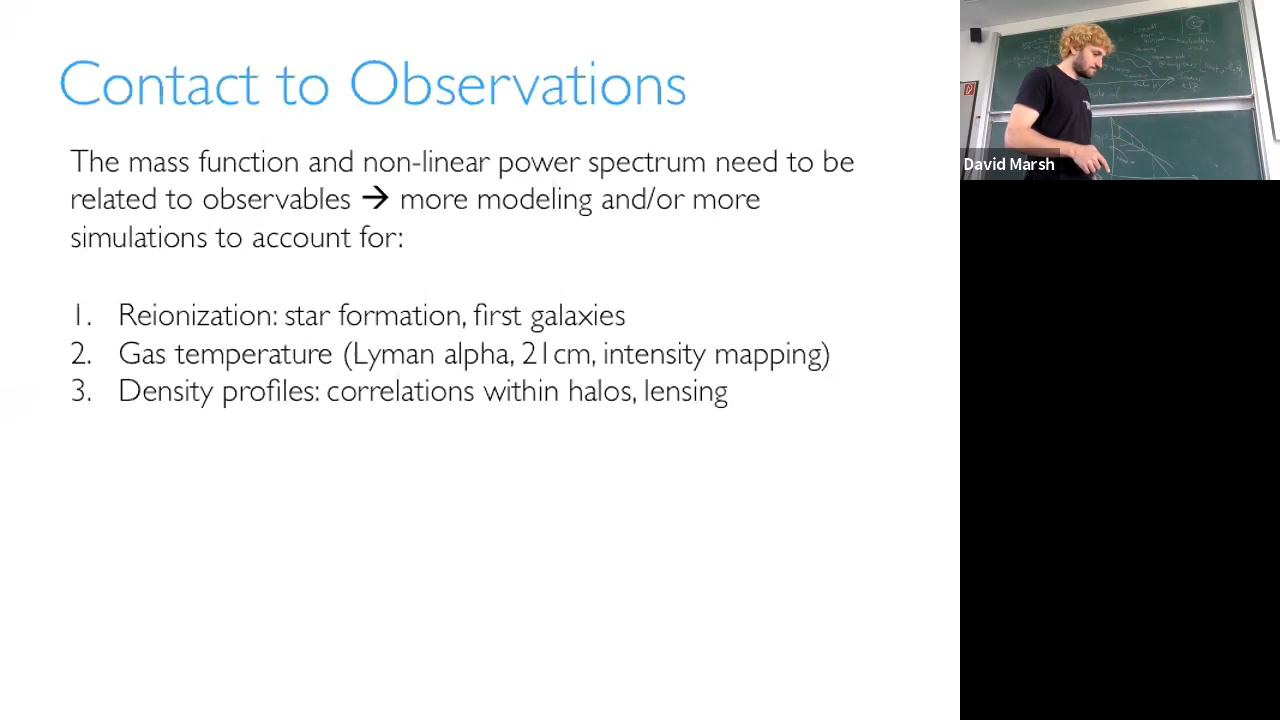 Contact to Observations
The mass function and non-linear power spectrum need to be
related to observables → more modeling and/or more
simulations to account for:
1. Reionization: star formation, first galaxies
2. Gas temperature (Lyman alpha, 21cm, intensity mapping)
3. Density profiles: correlations within halos, lensing
David Marsh